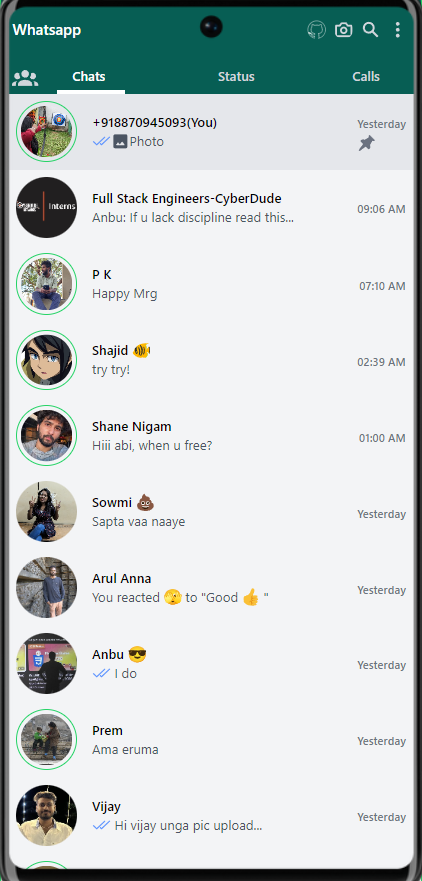 Whatsapp
Chats
Status
Calls
+918870945093(You)
Yesterday
Photo
Full Stack Engineers-CyberDude
Anbu: If u lack discipline read this...
09:06 AM
Interns
P K
Happy Mrg
07:10 AM
Shajid 🐠
try try!
02:39 AM
Shane Nigam
Hiii abi, when u free?
01:00 AM
Sowmi 💩
Sapta vaa naaye
Yesterday
Arul Anna
You reacted 🫣 to "Good 👍 "
Yesterday
Anbu 😎
I do
Yesterday
Prem
Ama eruma
Yesterday
Vijay
Hi vijay unga pic upload...
Yesterday